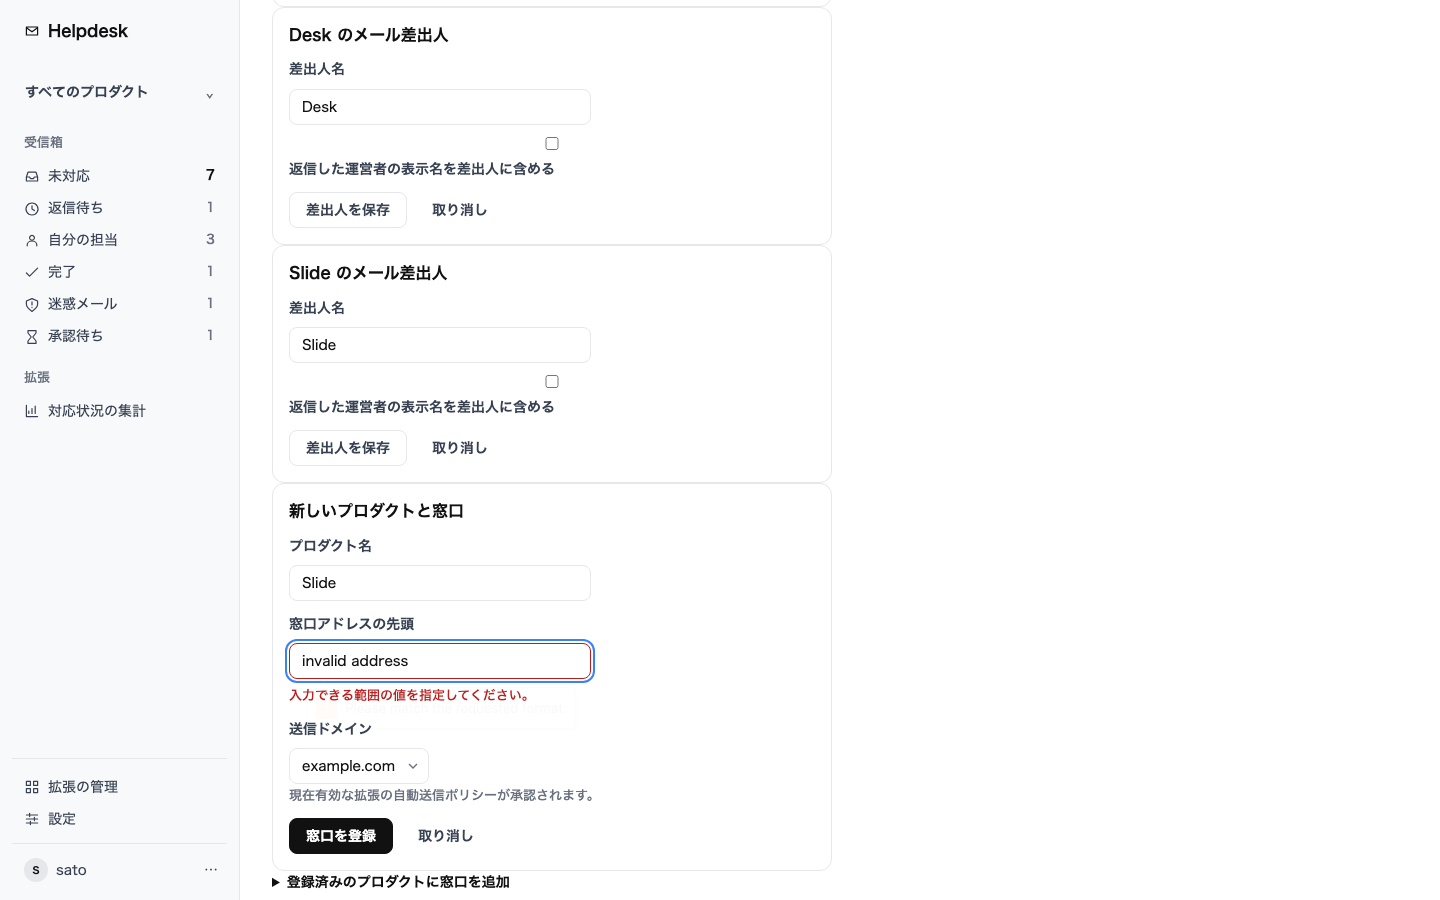 Helpdesk
すべてのプロダクト
受信箱
未対応 7
返信待ち 1
自分の担当 3
完了 1
迷惑メール 1
承認待ち 1
拡張
対応状況の集計
拡張の管理
設定
S sato ...
Desk のメール差出人
差出人名
Desk
返信した運営者の表示名を差出人に含める
差出人を保存 取り消し
Slide のメール差出人
差出人名
Slide
返信した運営者の表示名を差出人に含める
差出人を保存 取り消し
新しいプロダクトと窓口
プロダクト名
Slide
窓口アドレスの先頭
invalid address
入力できる範囲の値を指定してください。
送信ドメイン
example.com
現在有効な拡張の自動送信ポリシーが承認されます。
窓口を登録 取り消し
登録済みのプロダクトに窓口を追加